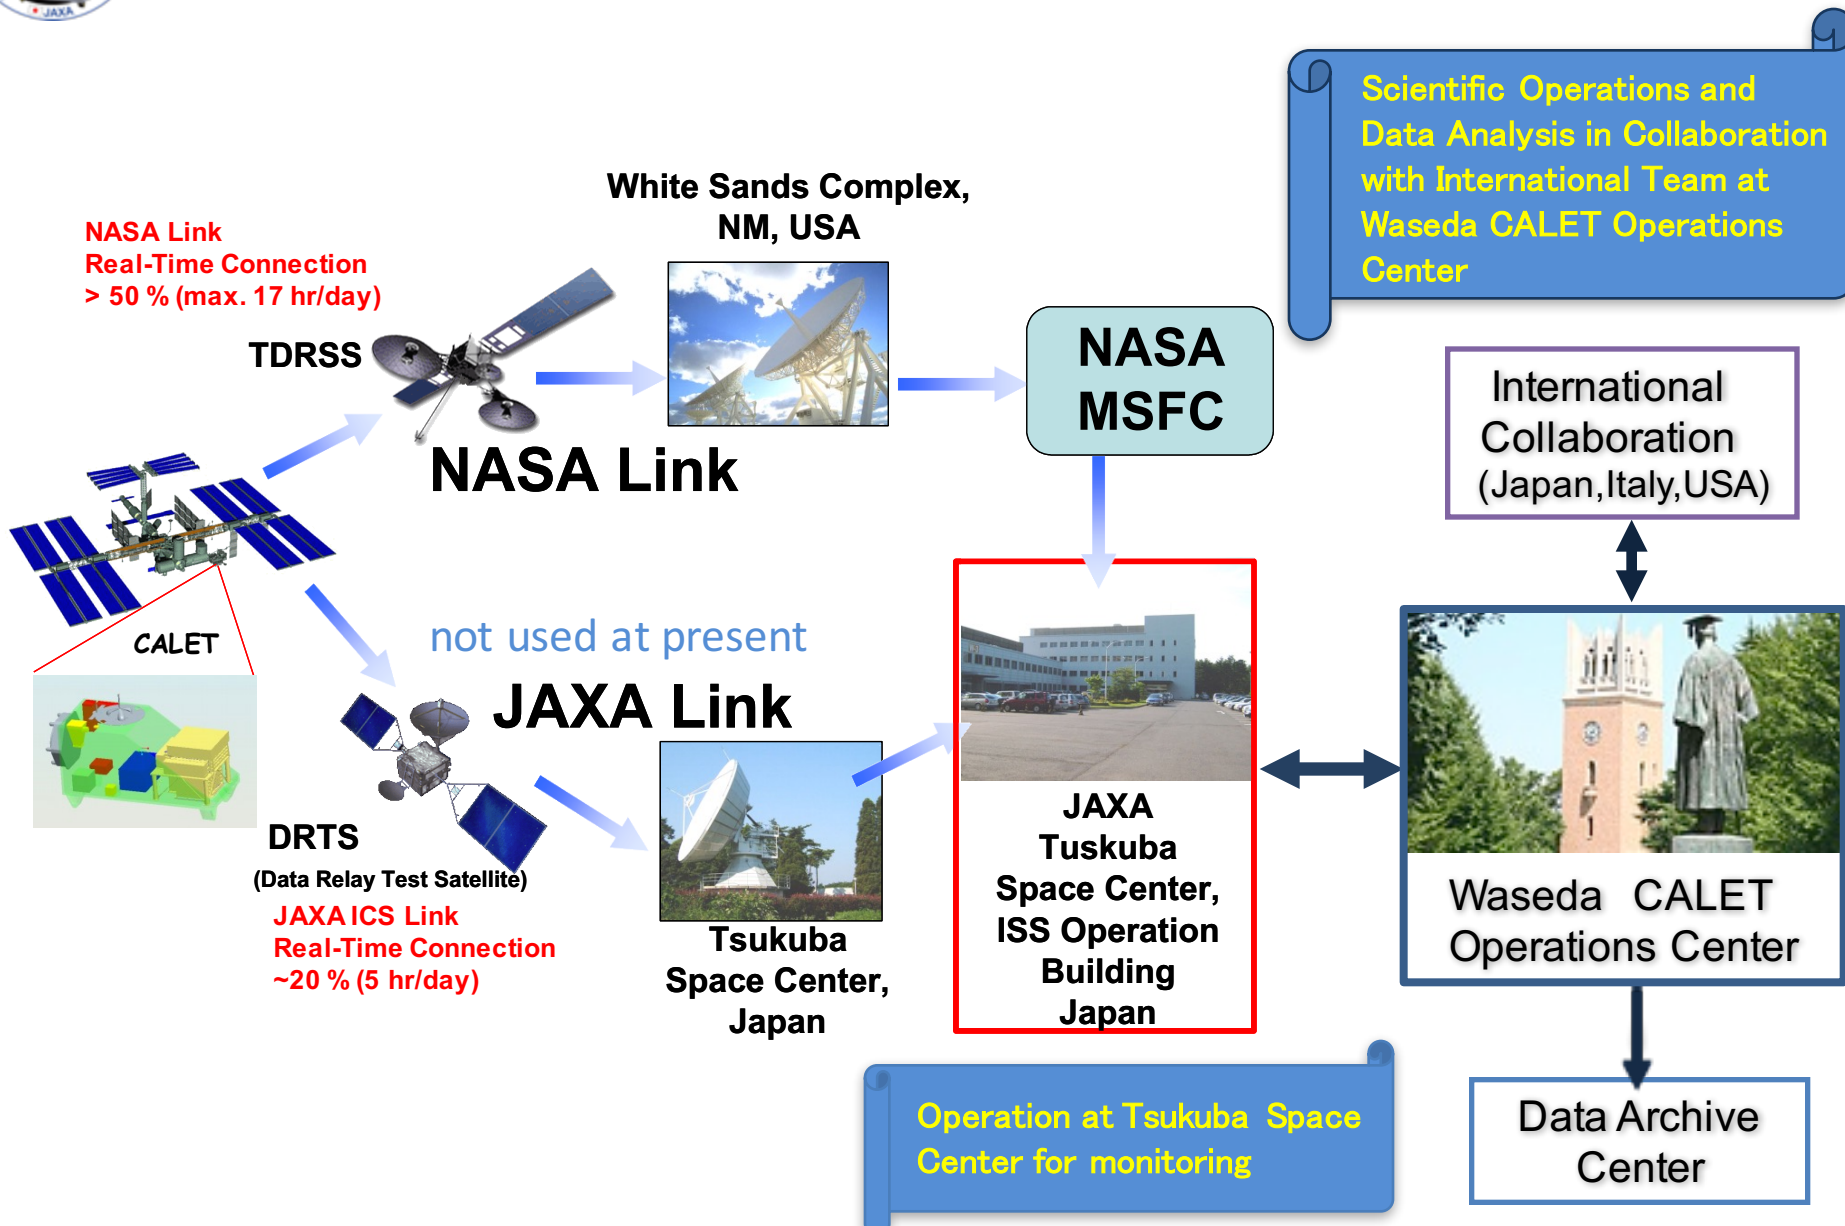 JAXA
Scientific Operations and
Data Analysis in Collaboration
with International Team at
Waseda CALET Operations
Center
White Sands Complex,
NM, USA
NASA Link
Real-Time Connection
> 50 % (max. 17 hr/day)
TDRSS
NASA Link
NASA
MSFC
International
Collaboration
(Japan,Italy,USA)
CALET
not used at present
JAXA Link
DRTS
(Data Relay Test Satellite)
JAXA ICS Link
Real-Time Connection
~20 % (5 hr/day)
Tsukuba
Space Center,
Japan
JAXA
Tuskuba
Space Center,
ISS Operation
Building
Japan
Waseda CALET
Operations Center
Operation at Tsukuba Space
Center for monitoring
Data Archive
Center